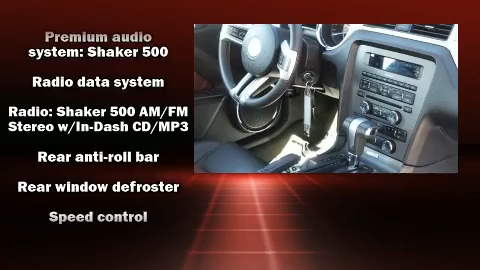 Premium audio
system: Shaker 500
Radio data system
Radio: Shaker 500 AM/FM
Stereo w/In-Dash CD/MP3
Rear anti-roll bar
Rear window defroster
Speed control